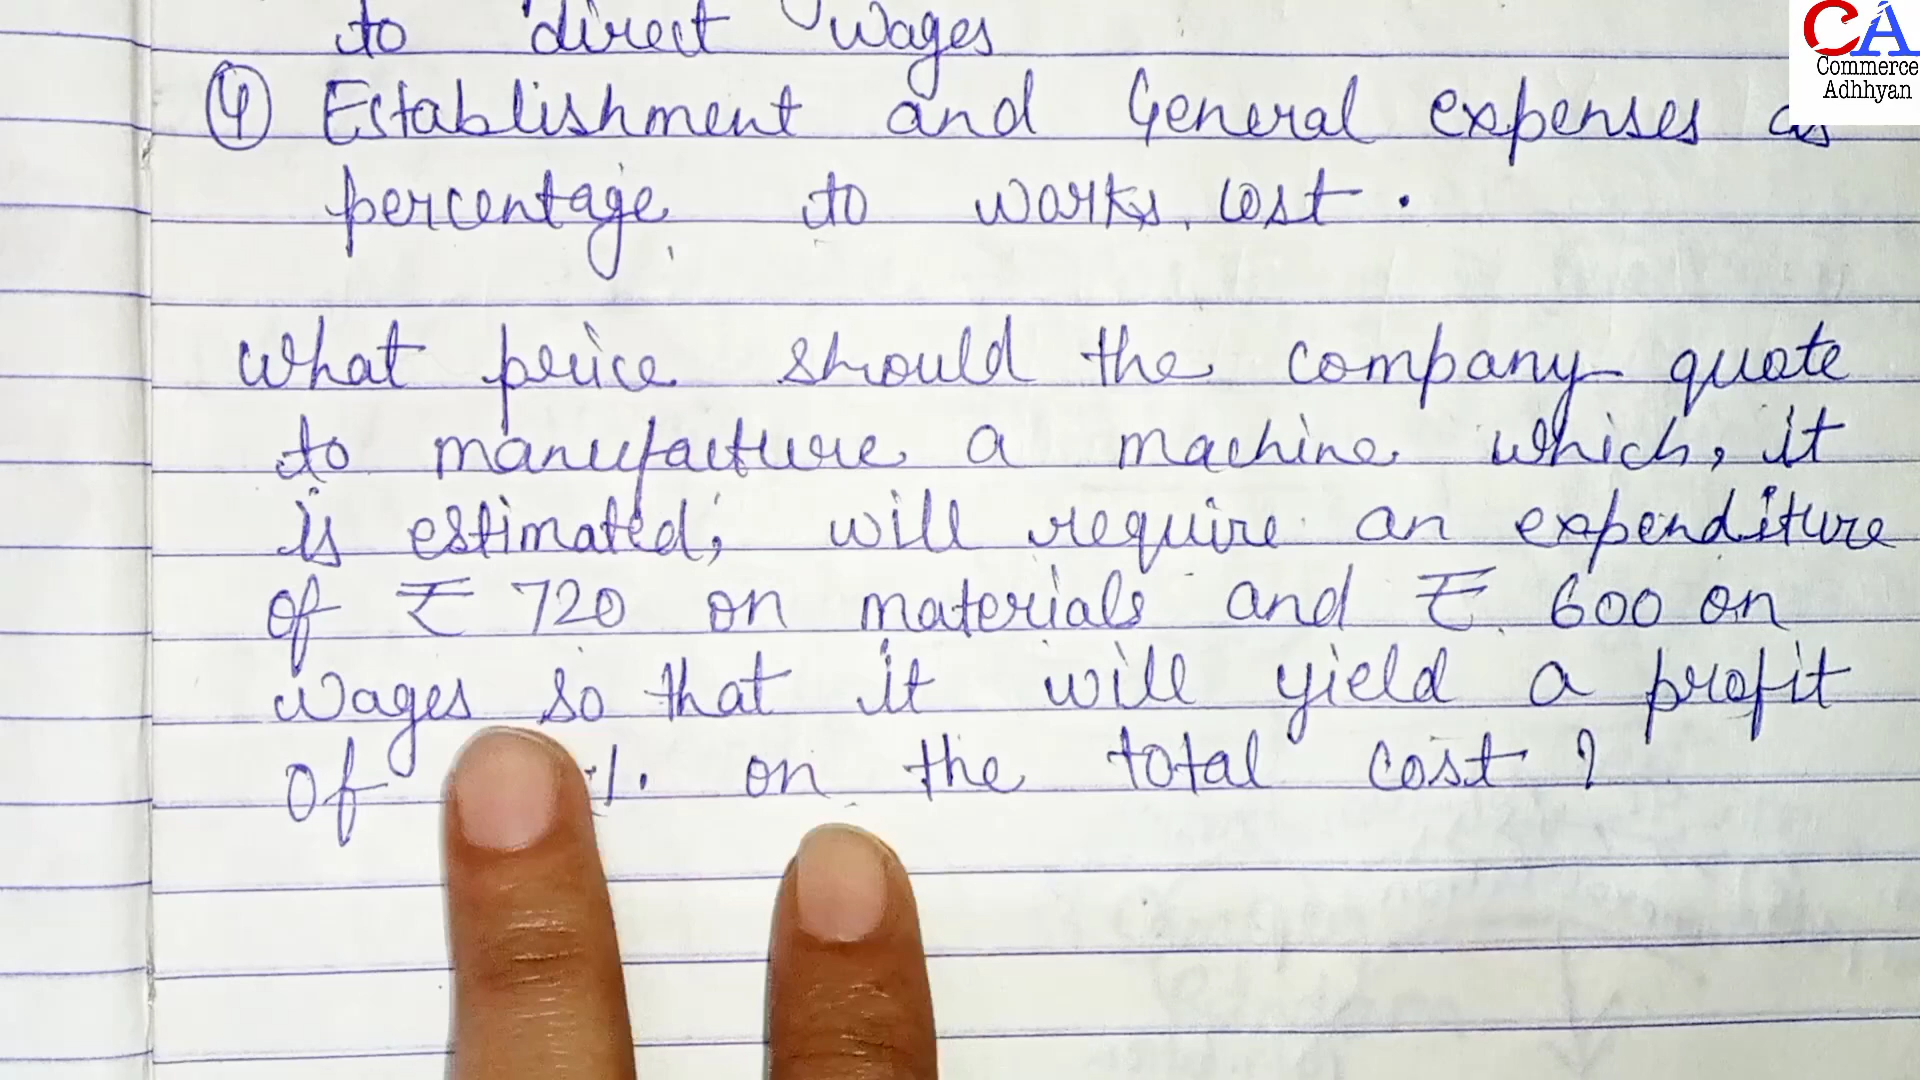 to direct wages
④ Establishment and General expenses as
percentage to works cost.
CA
Commerce
Adhhyan
What price should the company quote
to manufacture a machine which, it
is estimated, will require an expenditure
of ₹ 720 on materials and ₹ 600 on
wages so that it will yield a profit
of %. on the total cost ?